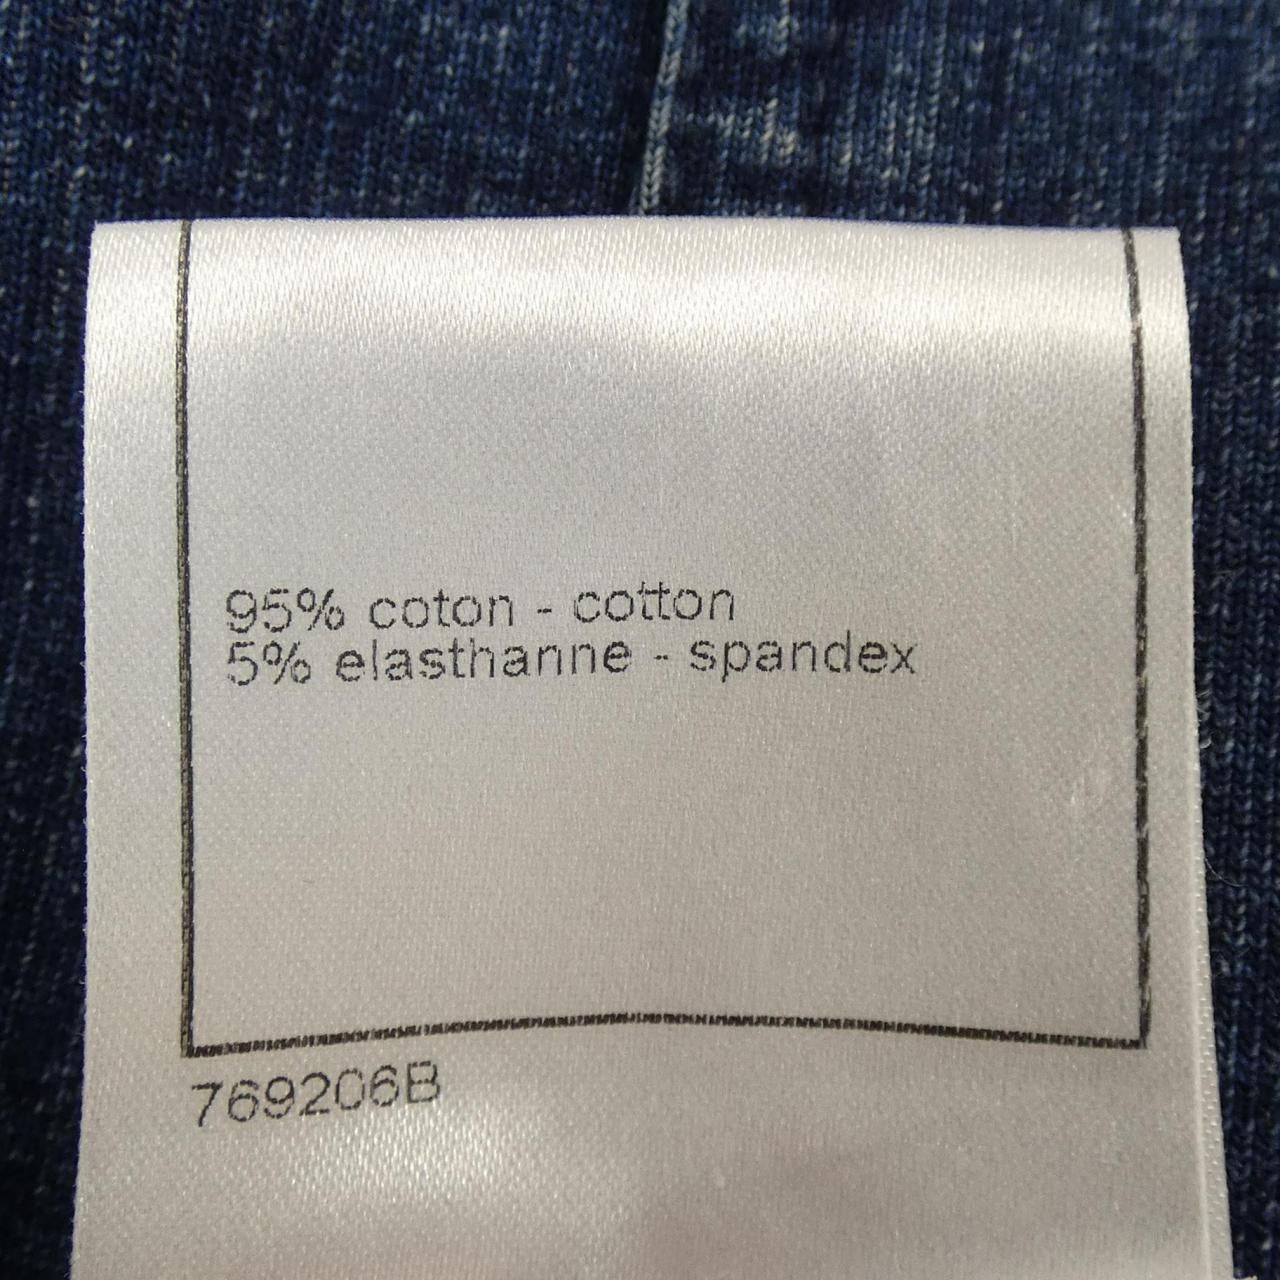 95% coton - cotton
5% elasthanne - spandex
769206B